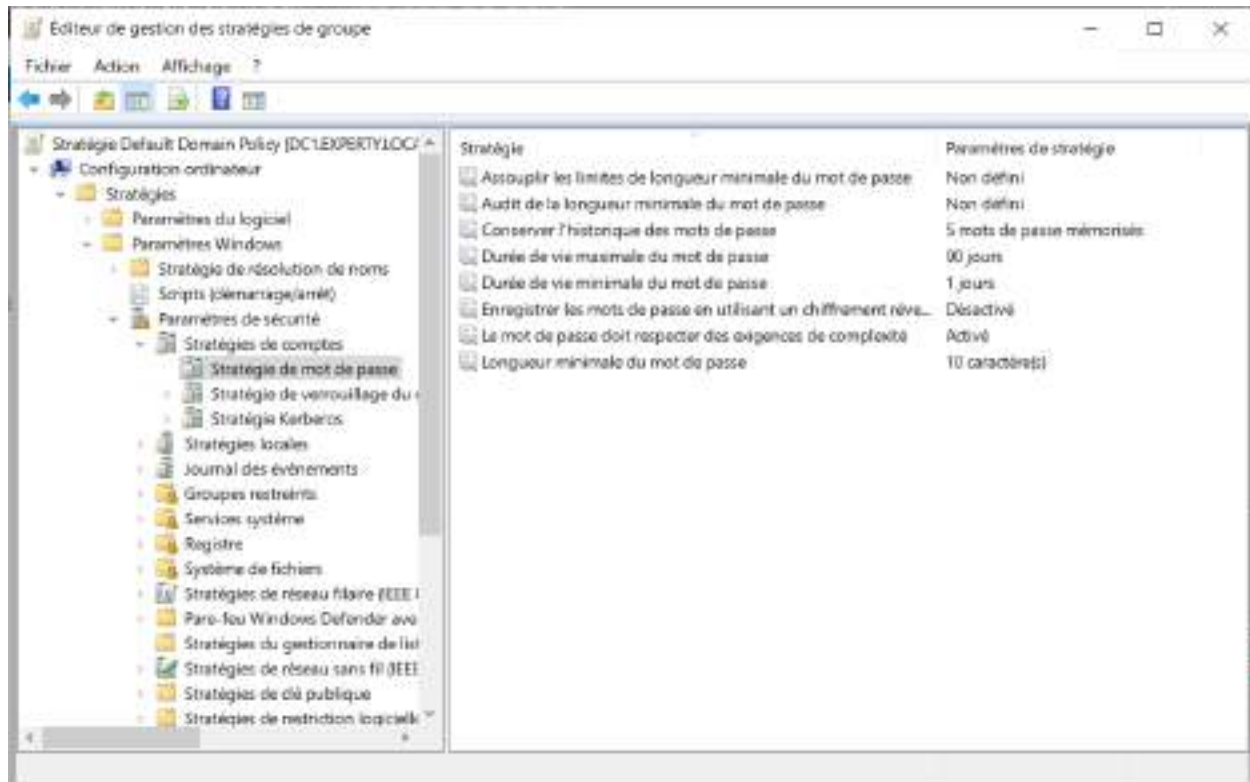 Éditeur de gestion des stratégies de groupe
Fichier Action Affichage ?
Stratégie Default Domain Policy [DC1.EXPERTY.LOCA
Configuration ordinateur
Stratégies
Paramètres du logiciel
Paramètres Windows
Stratégie de résolution de noms
Scripts (démarrage/arrêt)
Paramètres de sécurité
Stratégies de comptes
Stratégie de mot de passe
Stratégie de verrouillage du
Stratégie Kerberos
Stratégies locales
Journal des événements
Groupes restreints
Services système
Registre
Système de fichiers
Stratégies de réseau filaire (IEEE
Pare-feu Windows Defender ave
Stratégies du gestionnaire de list
Stratégies de réseau sans fil (IEEE
Stratégies de clé publique
Stratégies de restriction logicielle
Stratégie Paramètres de stratégie
Assouplir les limites de longueur minimale du mot de passe Non défini
Audit de la longueur minimale du mot de passe Non défini
Conserver l'historique des mots de passe 5 mots de passe mémorisés
Durée de vie maximale du mot de passe 90 jours
Durée de vie minimale du mot de passe 1 jours
Enregistrer les mots de passe en utilisant un chiffrement réve... Désactivé
Le mot de passe doit respecter des exigences de complexité Activé
Longueur minimale du mot de passe 10 caractère(s)